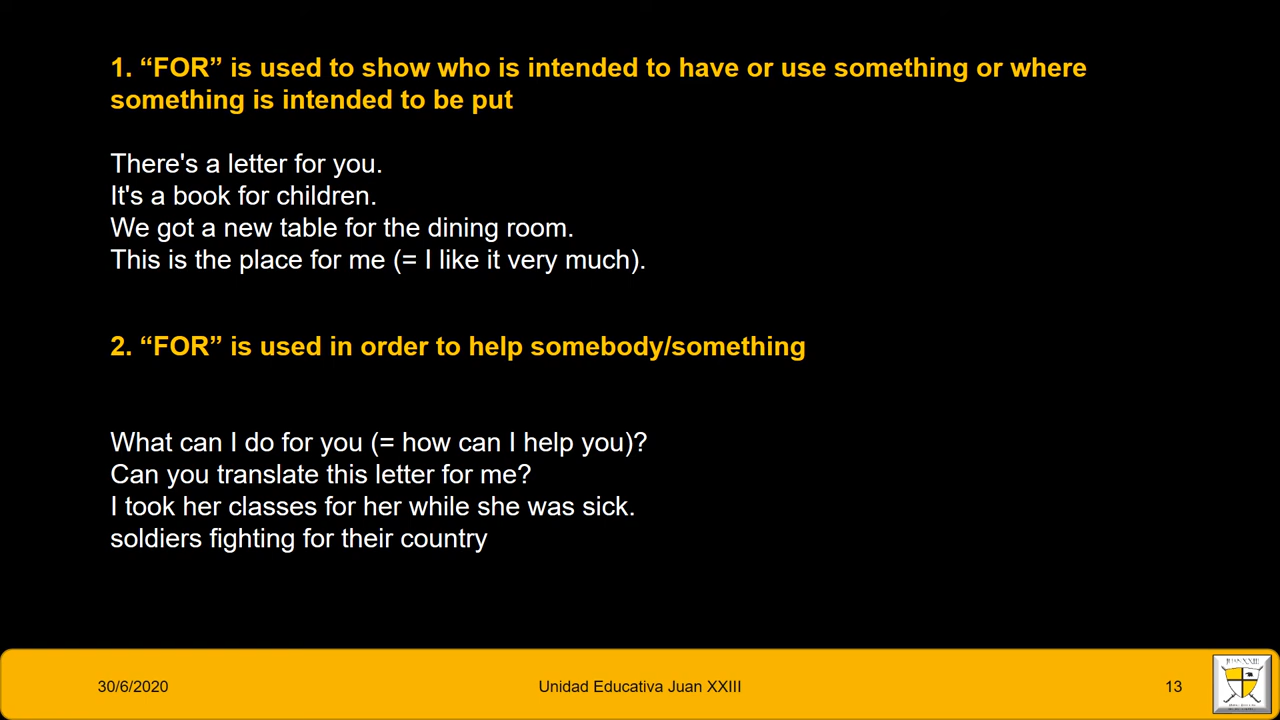 1. “FOR” is used to show who is intended to have or use something or where
something is intended to be put
There's a letter for you.
It's a book for children.
We got a new table for the dining room.
This is the place for me (= I like it very much).
2. “FOR” is used in order to help somebody/something
What can I do for you (= how can I help you)?
Can you translate this letter for me?
I took her classes for her while she was sick.
soldiers fighting for their country
30/6/2020
Unidad Educativa Juan XXIII
13
JUAN XXIII